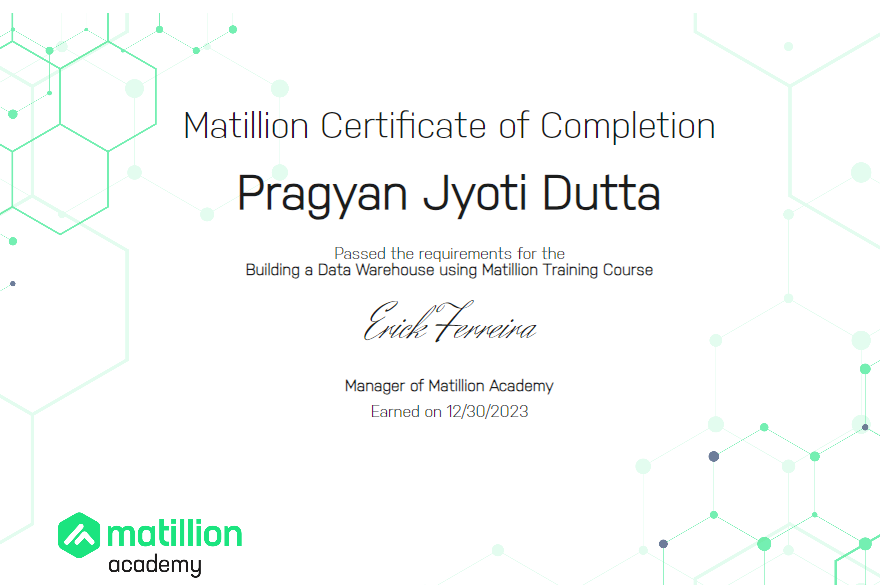 Matillion Certificate of Completion
Pragyan Jyoti Dutta
Passed the requirements for the
Building a Data Warehouse using Matillion Training Course
Erick Ferreira
Manager of Matillion Academy
Earned on 12/30/2023
matillion
academy